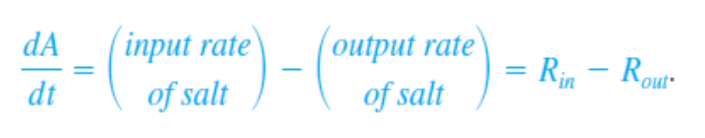 dA/dt = (input rate of salt) − (output rate of salt) = R_in − R_out.